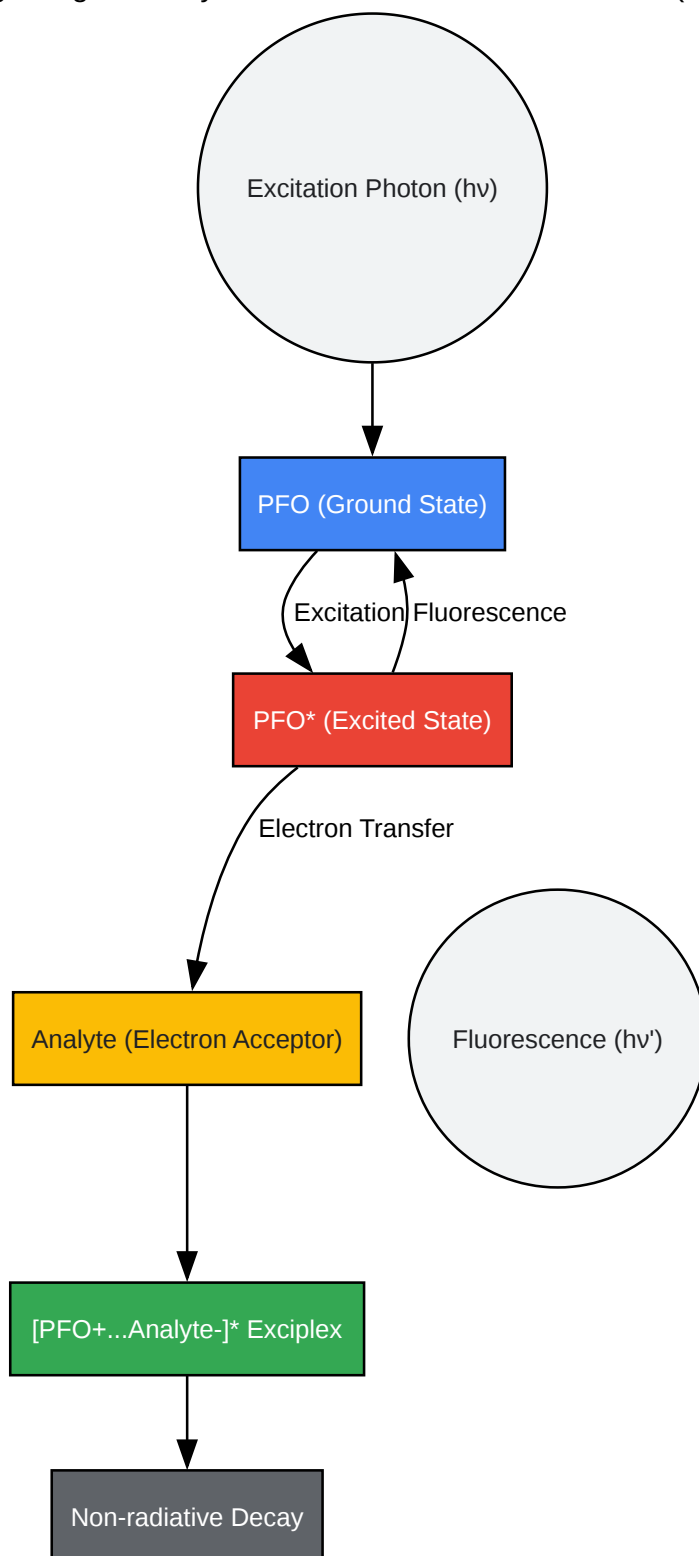 Excitation Photon (hν)
PFO (Ground State)
Excitation Fluorescence
PFO* (Excited State)
Electron Transfer
Analyte (Electron Acceptor)
Fluorescence (hν')
[PFO+...Analyte-]* Exciplex
Non-radiative Decay